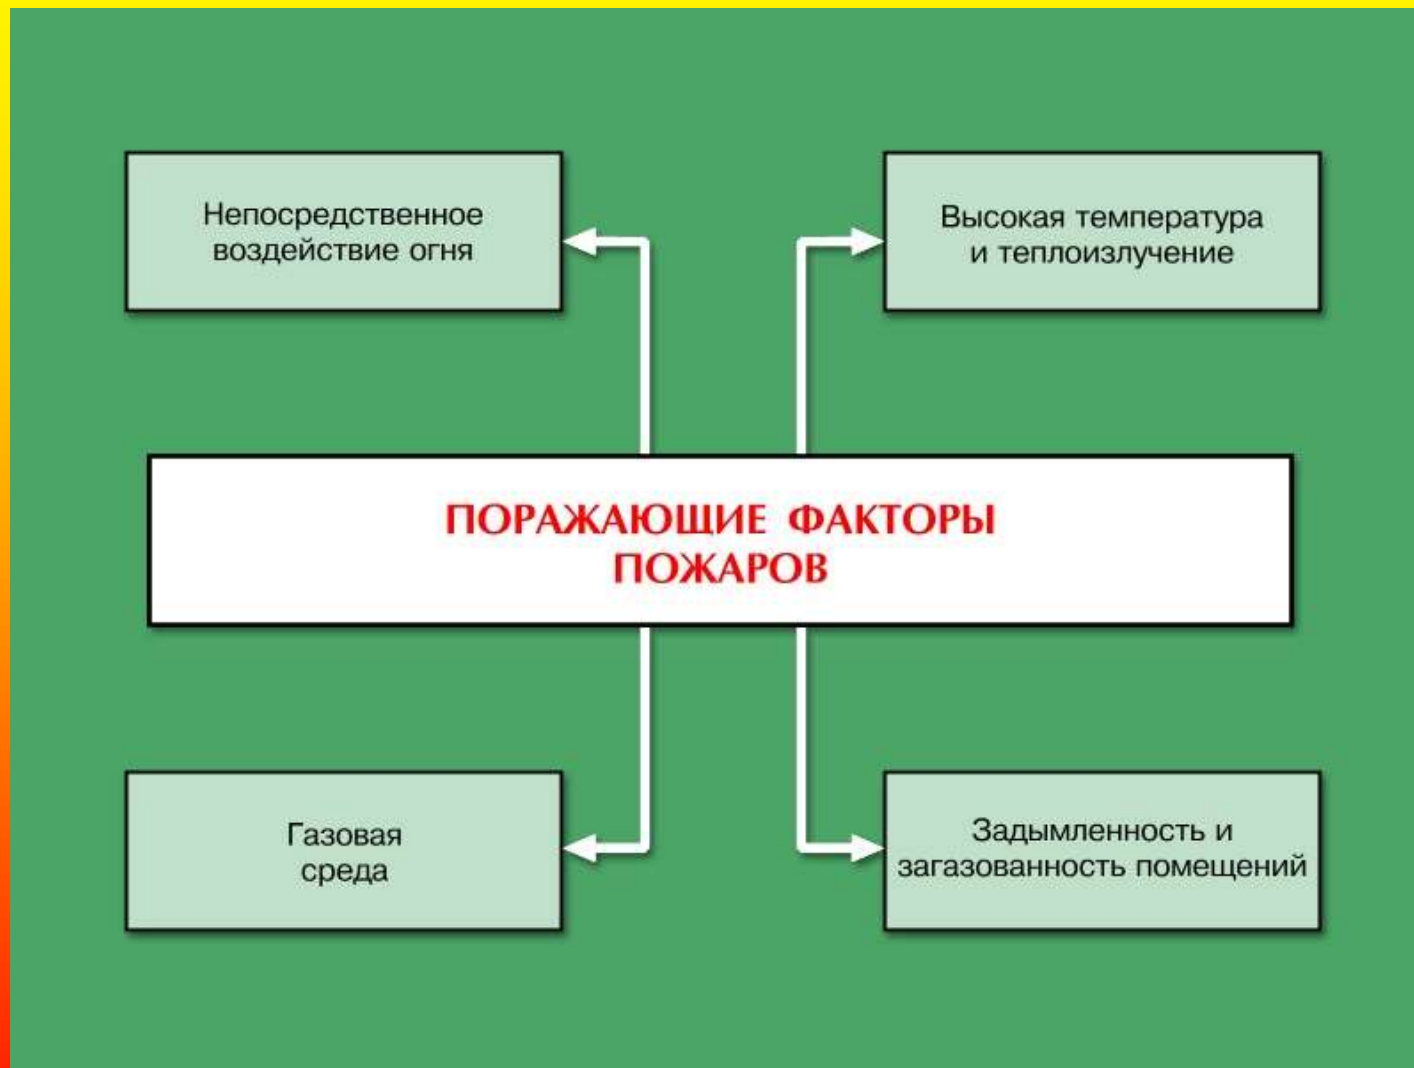 Непосредственное
воздействие огня
Высокая температура
и теплоизлучение
ПОРАЖАЮЩИЕ ФАКТОРЫ
ПОЖАРОВ
Газовая
среда
Задымленность и
загазованность помещений